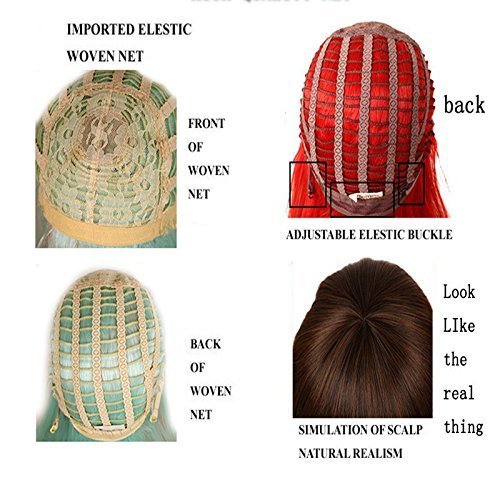 IMPORTED ELESTIC
WOVEN NET
FRONT
OF
WOVEN
NET
back
ADJUSTABLE ELESTIC BUCKLE
BACK
OF
WOVEN
NET
Look
LIke
the
real
thing
SIMULATION OF SCALP
NATURAL REALISM